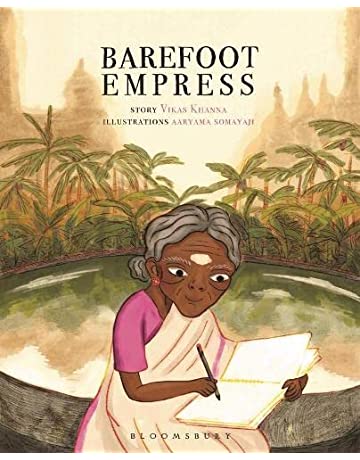 BAREFOOT
EMPRESS
STORY VIKAS KHANNA
ILLUSTRATIONS AARYAMA SOMAYAJI
BLOOMSBURY